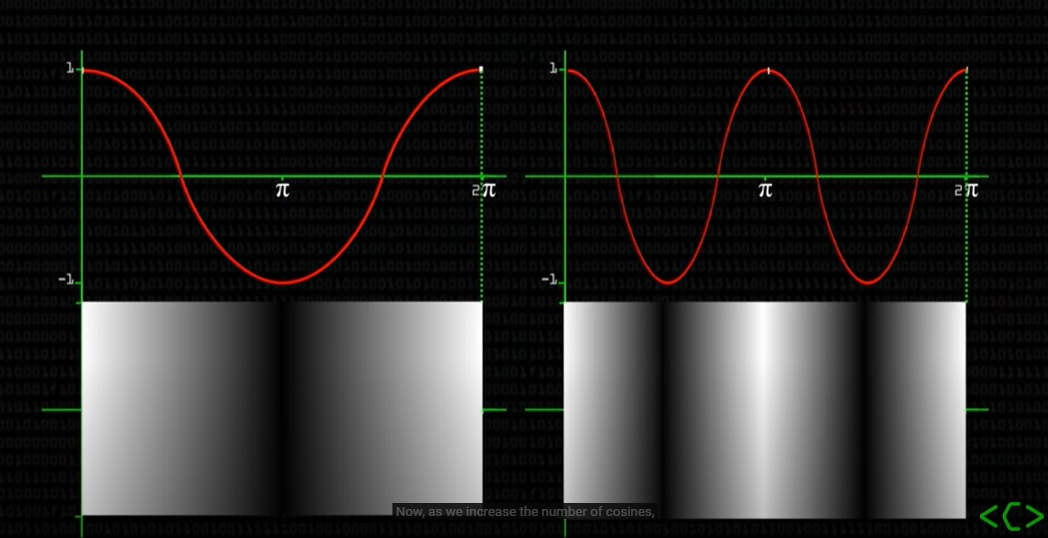 1
π
2π
-1
1
π
2π
-1
Now, as we increase the number of cosines,
<C>